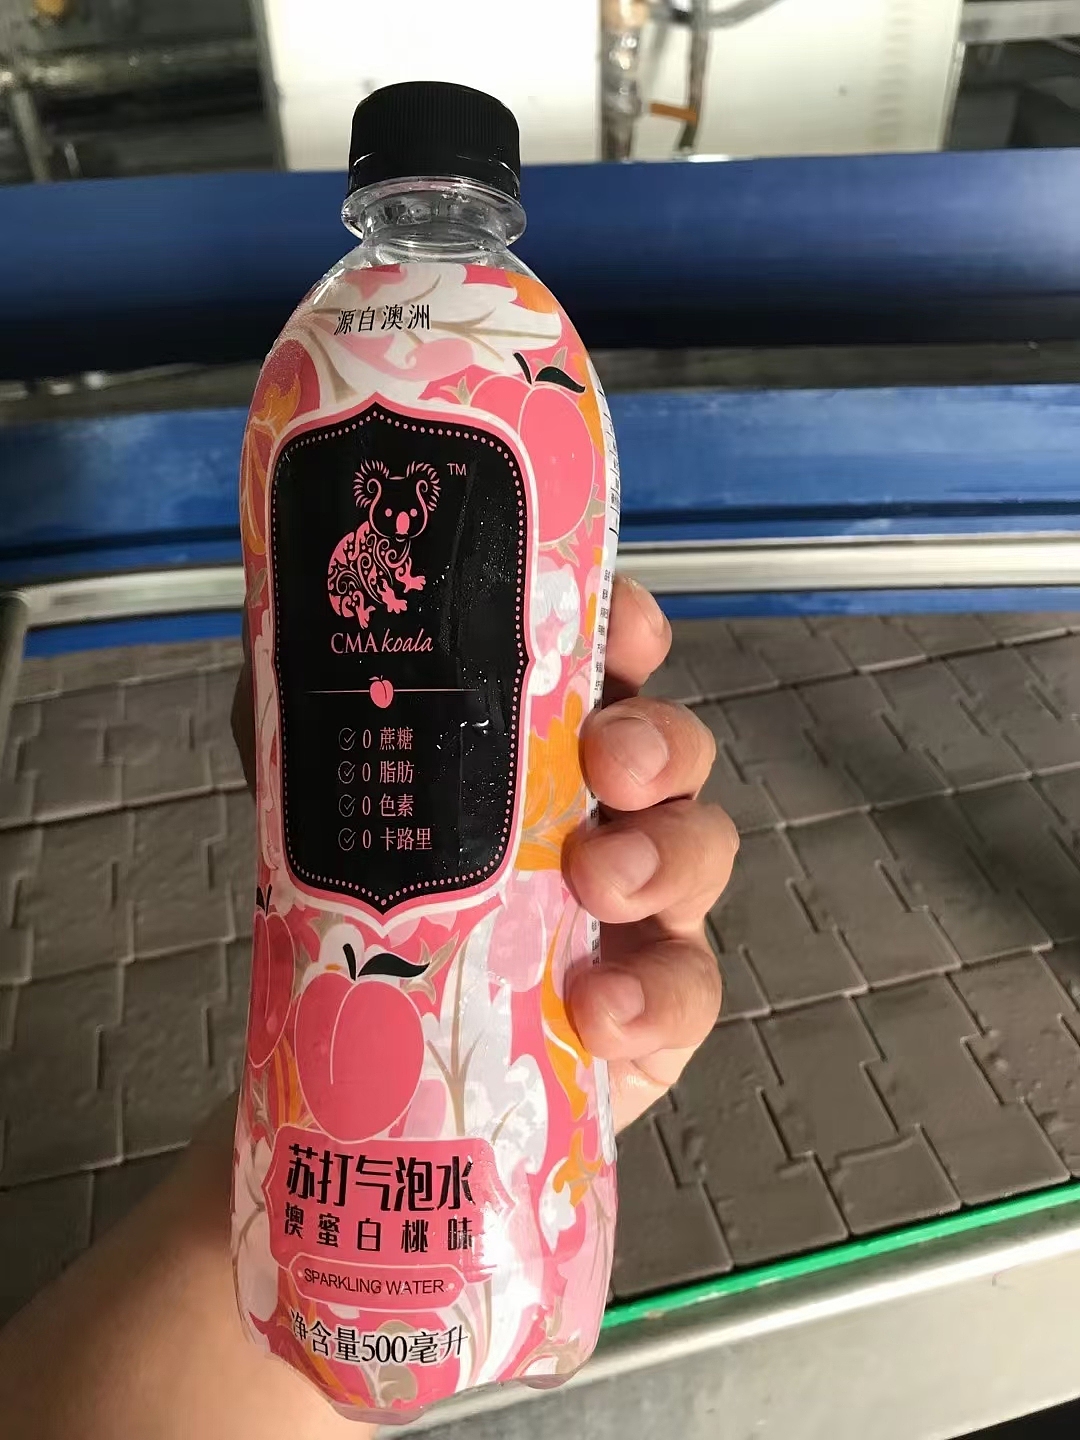 源自澳洲
TM
CMAkoala
0 蔗糖
0 脂肪
0 色素
0 卡路里
苏打气泡水
澳蜜白桃味
SPARKLING WATER
净含量500毫升